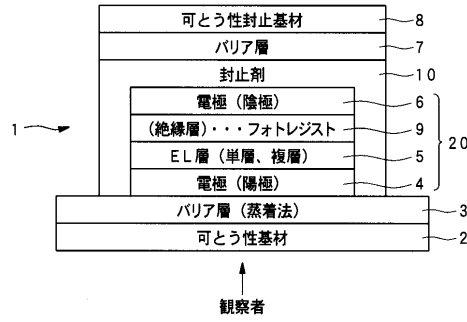 可とう性封止基材 8
バリア層 7
封止剤 10
電極（陰極） 6
（絶縁層）・・・フォトレジスト 9
1
20
EL層（単層、複層） 5
電極（陽極） 4
バリア層（蒸着法） 3
可とう性基材 2
観察者